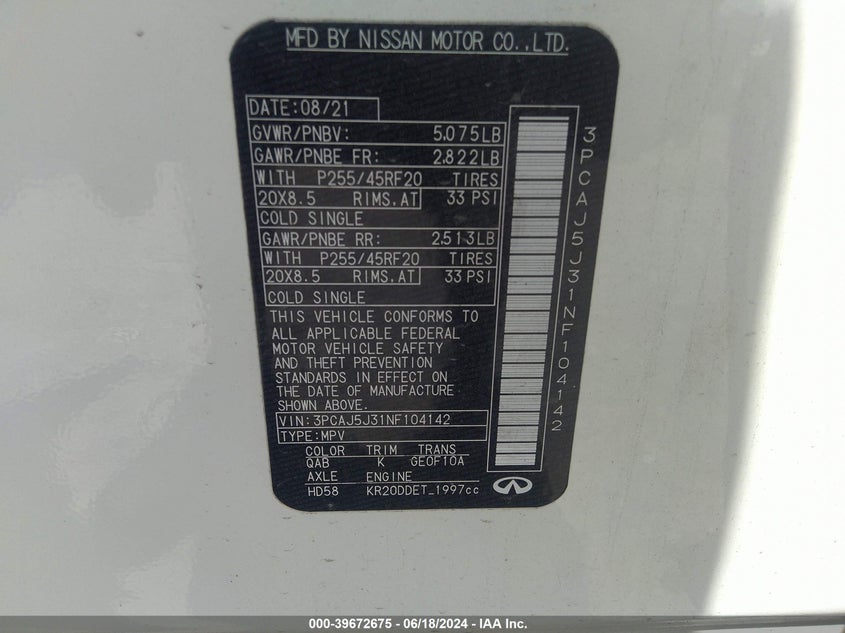 MFD BY NISSAN MOTOR CO.,LTD.
DATE:08/21
GVWR/PNBV: 5.075LB
GAWR/PNBE FR: 2.822LB
WITH P255/45RF20 TIRES
20X8.5 RIMS.AT 33 PSI
COLD SINGLE
GAWR/PNBE RR: 2.513LB
WITH P255/45RF20 TIRES
20X8.5 RIMS.AT 33 PSI
COLD SINGLE
THIS VEHICLE CONFORMS TO
ALL APPLICABLE FEDERAL
MOTOR VEHICLE SAFETY
AND THEFT PREVENTION
STANDARDS IN EFFECT ON
THE DATE OF MANUFACTURE
SHOWN ABOVE.
VIN:3PCAJ5J31NF104142
TYPE:MPV
COLOR TRIM TRANS
QAB K GE0F10A
AXLE ENGINE
HD58 KR20DDET_1997cc
3PCAJ5J31NF104142
000-39672675 - 06/18/2024 - IAA Inc.